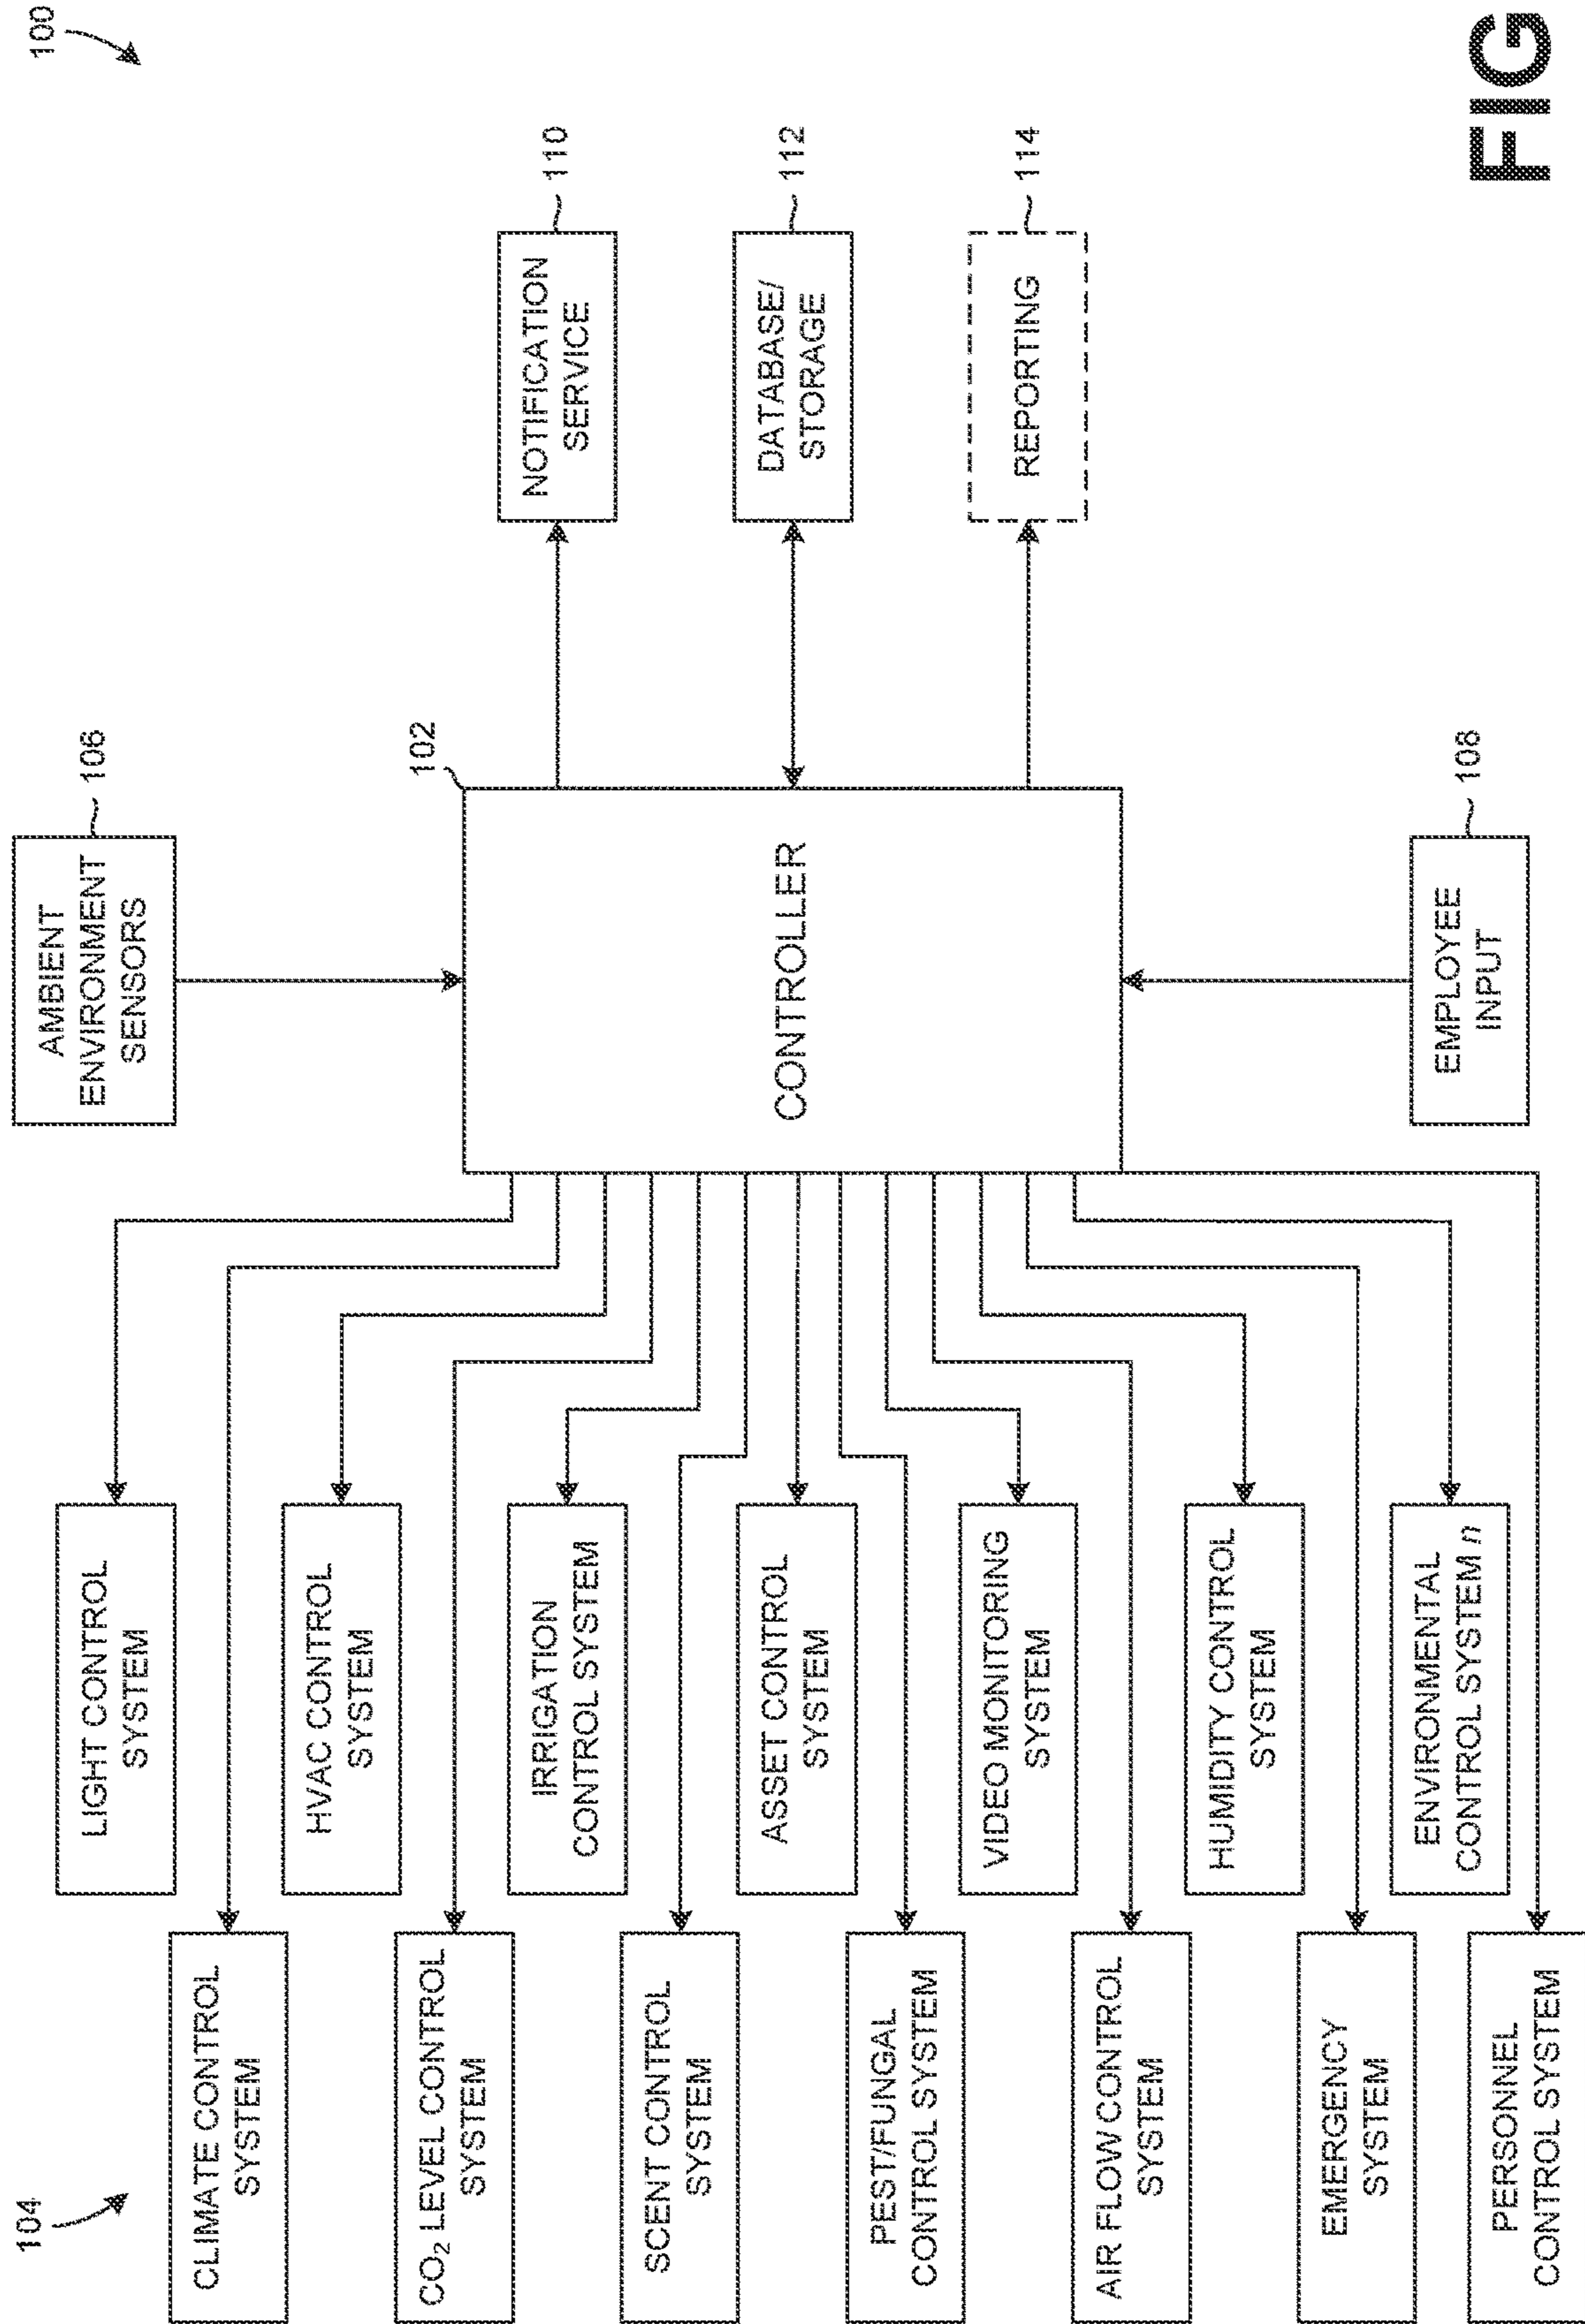 100
104
LIGHT CONTROL
SYSTEM
CLIMATE CONTROL
SYSTEM
HVAC CONTROL
SYSTEM
CO₂ LEVEL CONTROL
SYSTEM
IRRIGATION
CONTROL SYSTEM
SCENT CONTROL
SYSTEM
ASSET CONTROL
SYSTEM
PEST/FUNGAL
CONTROL SYSTEM
VIDEO MONITORING
SYSTEM
AIR FLOW CONTROL
SYSTEM
HUMIDITY CONTROL
SYSTEM
EMERGENCY
SYSTEM
ENVIRONMENTAL
CONTROL SYSTEM n
PERSONNEL
CONTROL SYSTEM
AMBIENT
ENVIRONMENT
SENSORS
106
102
CONTROLLER
EMPLOYEE
INPUT
108
NOTIFICATION
SERVICE
110
DATABASE/
STORAGE
112
REPORTING
114
FIG